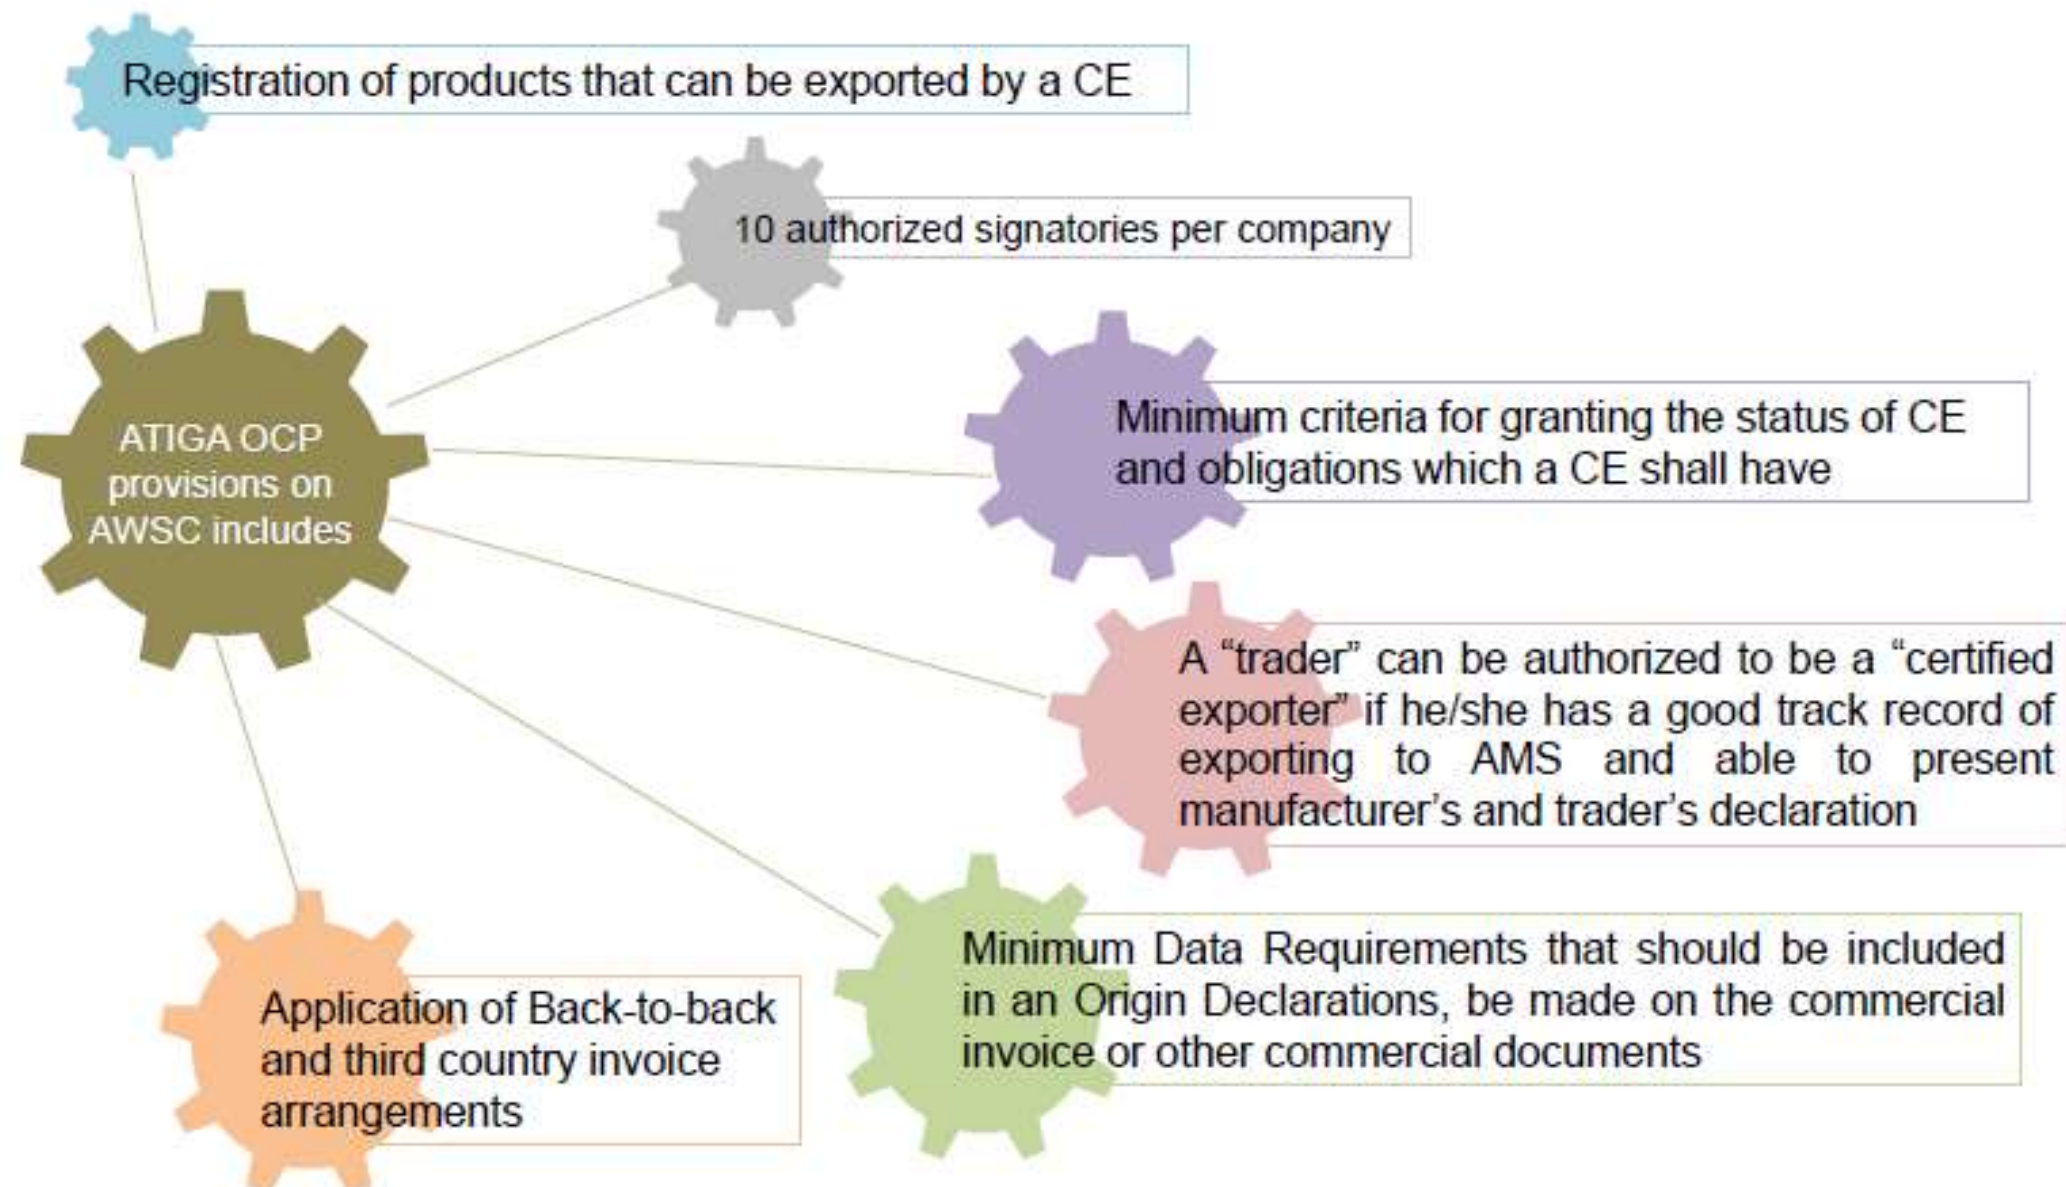 Registration of products that can be exported by a CE
10 authorized signatories per company
ATIGA OCP
provisions on
AWSC includes
Minimum criteria for granting the status of CE
and obligations which a CE shall have
A “trader” can be authorized to be a “certified
exporter” if he/she has a good track record of
exporting to AMS and able to present
manufacturer’s and trader’s declaration
Minimum Data Requirements that should be included
in an Origin Declarations, be made on the commercial
invoice or other commercial documents
Application of Back-to-back
and third country invoice
arrangements